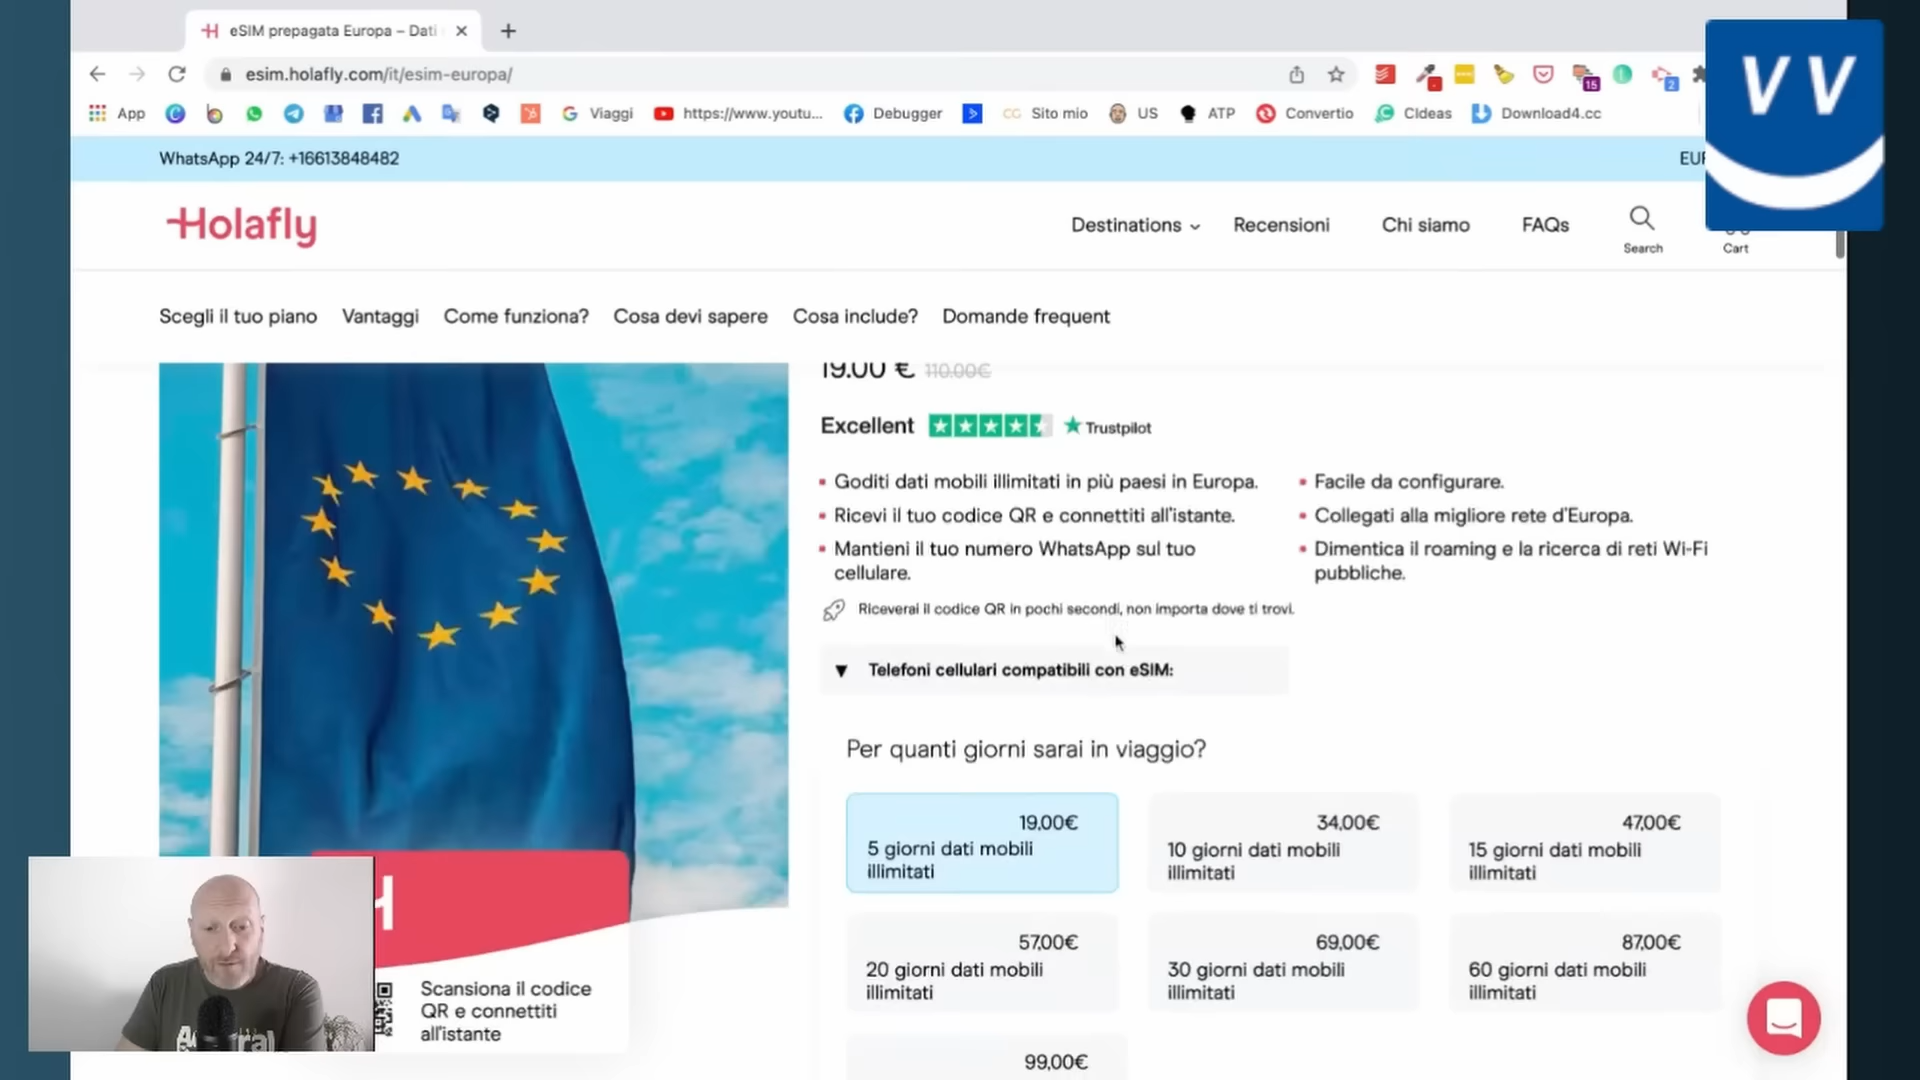 eSIM prepagata Europa – Dati
esim.holafly.com/it/esim-europa/
App
Viaggi
https://www.youtu...
Debugger
CC Sito mio
US
ATP
Convertio
CIdeas
Download4.cc
15
2
VV
WhatsApp 24/7: +16613848482
EUR
Holafly
Destinations
Recensioni
Chi siamo
FAQs
Search
Cart
Scegli il tuo piano
Vantaggi
Come funziona?
Cosa devi sapere
Cosa include?
Domande frequent
19.00 € 110.00€
Excellent
Trustpilot
Goditi dati mobili illimitati in più paesi in Europa.
Ricevi il tuo codice QR e connettiti all'istante.
Mantieni il tuo numero WhatsApp sul tuo
cellulare.
Facile da configurare.
Collegati alla migliore rete d'Europa.
Dimentica il roaming e la ricerca di reti Wi-Fi
pubbliche.
Riceverai il codice QR in pochi secondi, non importa dove ti trovi.
Telefoni cellulari compatibili con eSIM:
Per quanti giorni sarai in viaggio?
19,00€
5 giorni dati mobili
illimitati
34,00€
10 giorni dati mobili
illimitati
47,00€
15 giorni dati mobili
illimitati
57,00€
20 giorni dati mobili
illimitati
69,00€
30 giorni dati mobili
illimitati
87,00€
60 giorni dati mobili
illimitati
99,00€
H
Scansiona il codice
QR e connettiti
all'istante